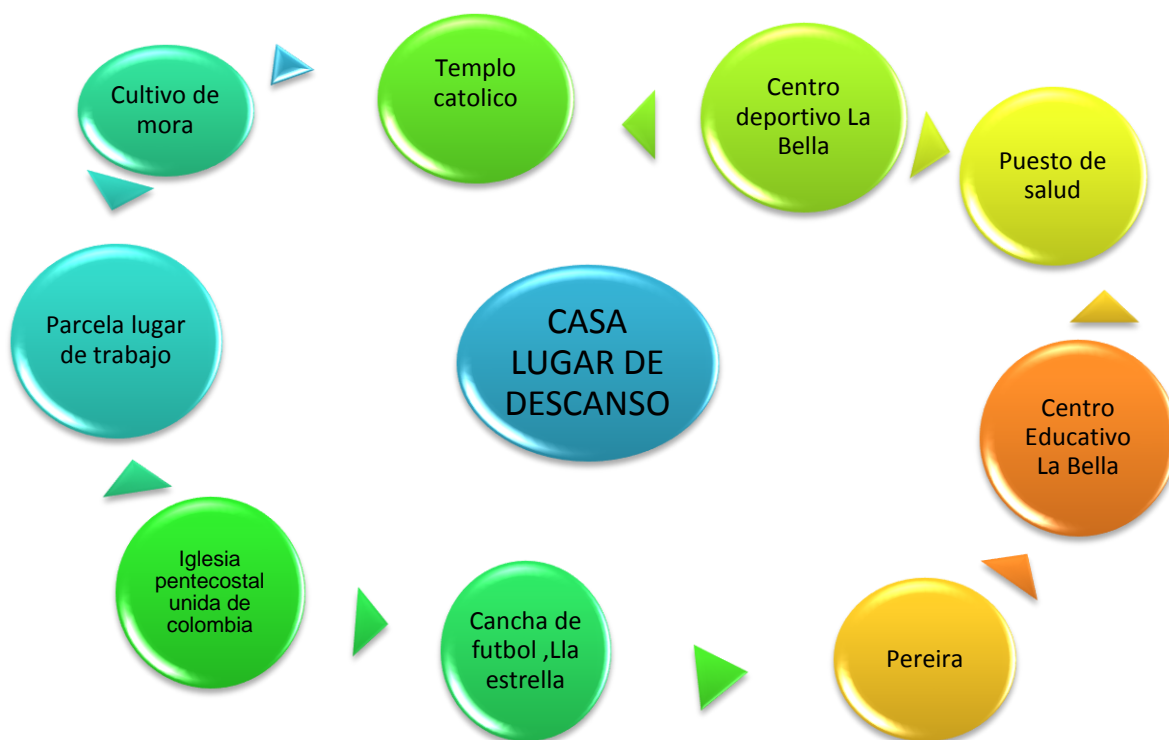 Cultivo de
mora
Templo
catolico
Centro
deportivo La
Bella
Puesto de
salud
Parcela lugar
de trabajo
CASA
LUGAR DE
DESCANSO
Centro
Educativo
La Bella
Iglesia
pentecostal
unida de
colombia
Cancha de
futbol ,Lla
estrella
Pereira